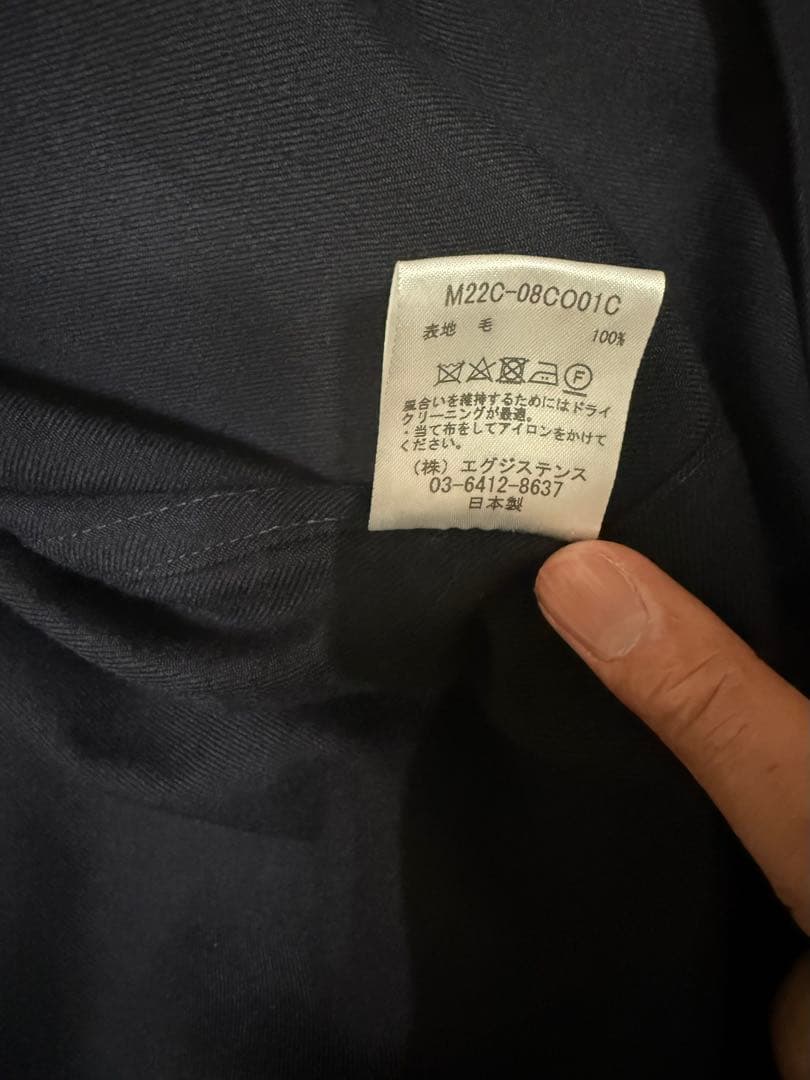 M22C-08CO01C
表地 毛 100%
F
風合いを維持するためにはドライ
クリーニングが最適。
・当て布をしてアイロンをかけて
ください。
(株) エグジステンス
03-6412-8637
日本製